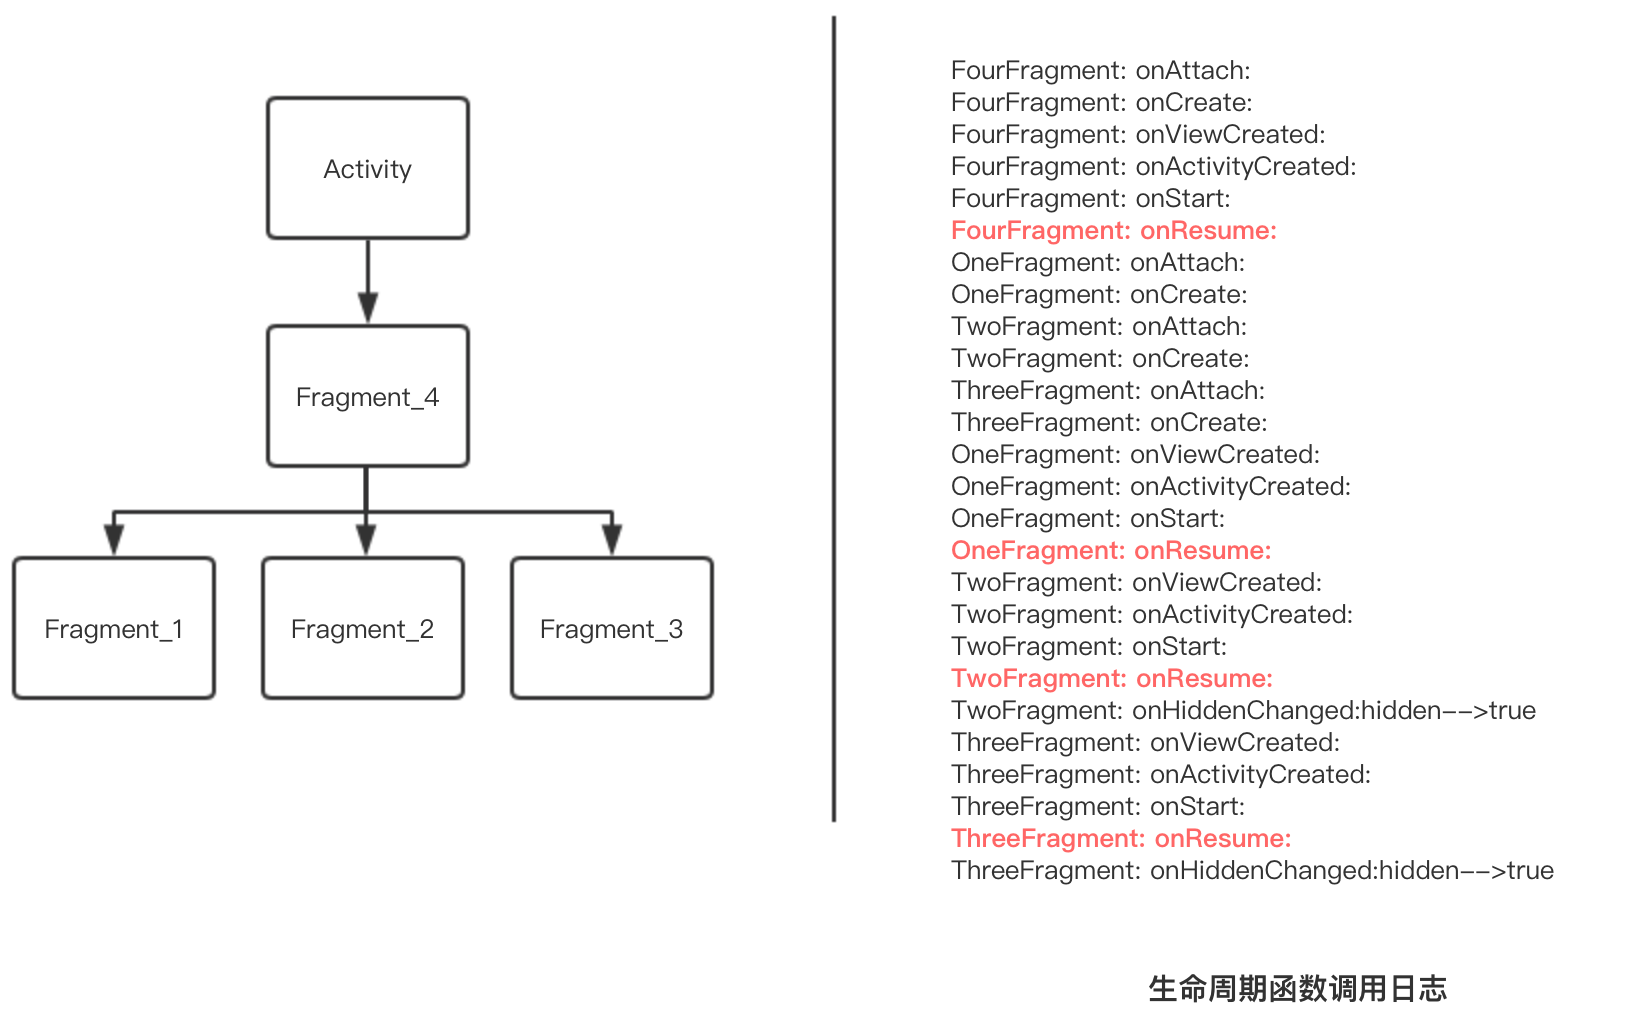 Activity
Fragment_4
Fragment_1
Fragment_2
Fragment_3
FourFragment: onAttach:
FourFragment: onCreate:
FourFragment: onViewCreated:
FourFragment: onActivityCreated:
FourFragment: onStart:
FourFragment: onResume:
OneFragment: onAttach:
OneFragment: onCreate:
TwoFragment: onAttach:
TwoFragment: onCreate:
ThreeFragment: onAttach:
ThreeFragment: onCreate:
OneFragment: onViewCreated:
OneFragment: onActivityCreated:
OneFragment: onStart:
OneFragment: onResume:
TwoFragment: onViewCreated:
TwoFragment: onActivityCreated:
TwoFragment: onStart:
TwoFragment: onResume:
TwoFragment: onHiddenChanged:hidden-->true
ThreeFragment: onViewCreated:
ThreeFragment: onActivityCreated:
ThreeFragment: onStart:
ThreeFragment: onResume:
ThreeFragment: onHiddenChanged:hidden-->true
生命周期函数调用日志